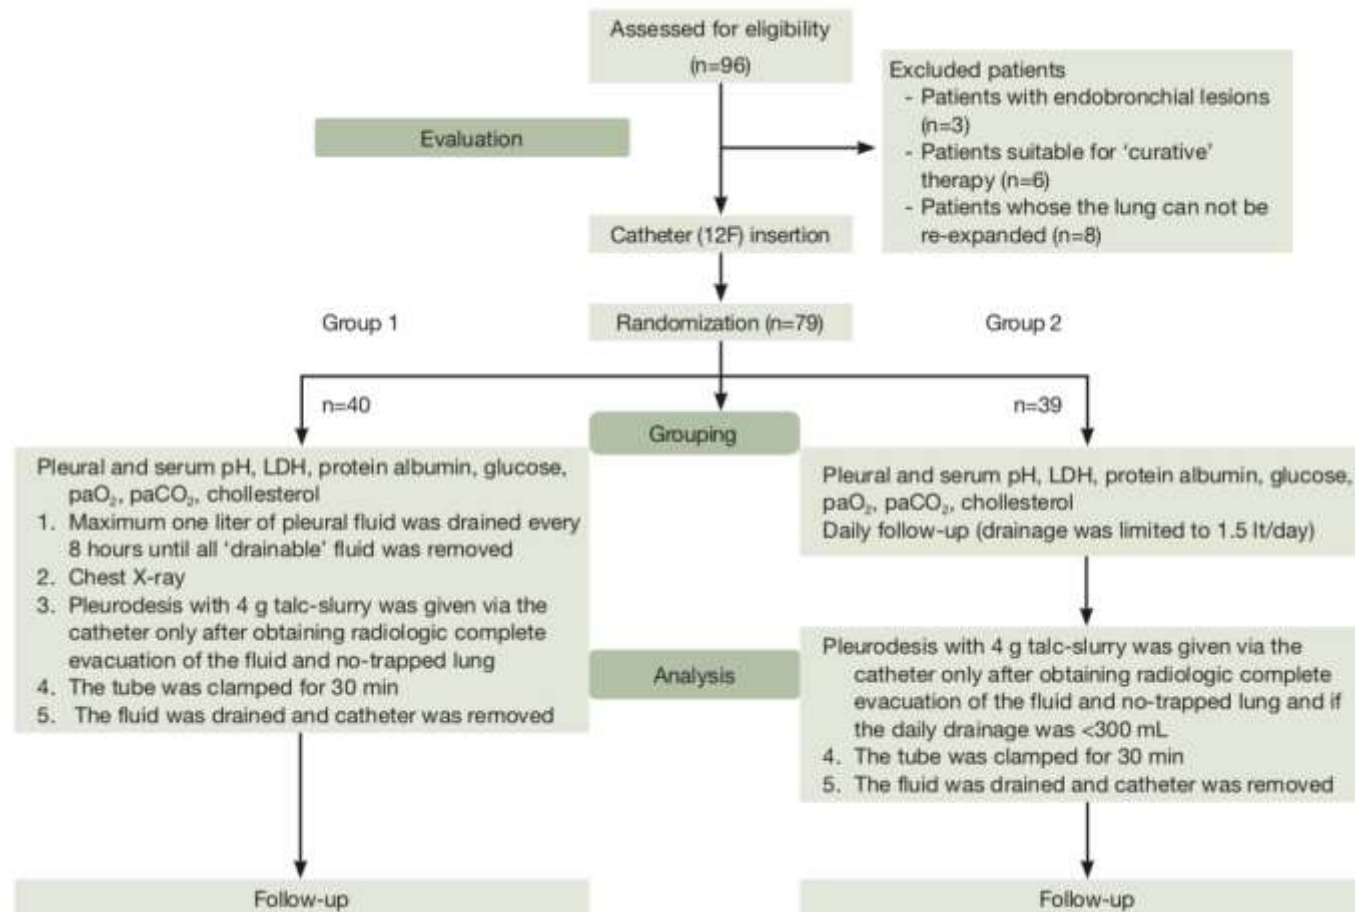 Assessed for eligibility
(n=96)
Excluded patients
- Patients with endobronchial lesions
(n=3)
- Patients suitable for ‘curative’
therapy (n=6)
- Patients whose the lung can not be
re-expanded (n=8)
Evaluation
Catheter (12F) insertion
Group 1
Randomization (n=79)
Group 2
n=40
n=39
Grouping
Pleural and serum pH, LDH, protein albumin, glucose,
paO₂, paCO₂, chollesterol
1. Maximum one liter of pleural fluid was drained every
8 hours until all ‘drainable’ fluid was removed
2. Chest X-ray
3. Pleurodesis with 4 g talc-slurry was given via the
catheter only after obtaining radiologic complete
evacuation of the fluid and no-trapped lung
4. The tube was clamped for 30 min
5. The fluid was drained and catheter was removed
Pleural and serum pH, LDH, protein albumin, glucose,
paO₂, paCO₂, chollesterol
Daily follow-up (drainage was limited to 1.5 lt/day)
Analysis
Pleurodesis with 4 g talc-slurry was given via the
catheter only after obtaining radiologic complete
evacuation of the fluid and no-trapped lung and if
the daily drainage was <300 mL
4. The tube was clamped for 30 min
5. The fluid was drained and catheter was removed
Follow-up
Follow-up